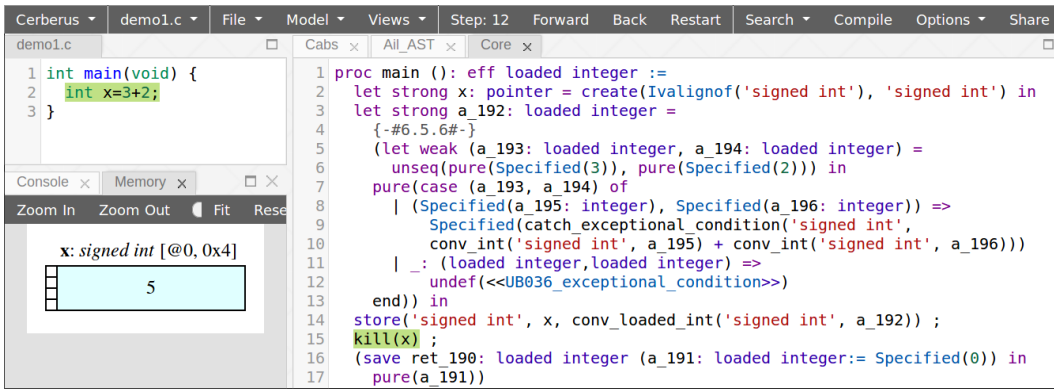 Cerberus demo1.c File Model Views Step: 12 Forward Back Restart Search Compile Options Share
demo1.c
1 int main(void) {
2   int x=3+2;
3 }
Console x Memory x
Zoom In Zoom Out Fit Rese
x: signed int [@0, 0x4]
5
Cabs x Ail_AST x Core x
1 proc main (): eff loaded integer :=
2   let strong x: pointer = create(Ivalignof('signed int'), 'signed int') in
3   let strong a_192: loaded integer =
4     {-#6.5.6#-}
5     (let weak (a_193: loaded integer, a_194: loaded integer) =
6       unseq(pure(Specified(3)), pure(Specified(2))) in
7     pure(case (a_193, a_194) of
8       | (Specified(a_195: integer), Specified(a_196: integer)) =>
9           Specified(catch_exceptional_condition('signed int',
10           conv_int('signed int', a_195) + conv_int('signed int', a_196)))
11       | _: (loaded integer,loaded integer) =>
12           undef(<<UB036_exceptional_condition>>)
13     end)) in
14   store('signed int', x, conv_loaded_int('signed int', a_192)) ;
15   kill(x) ;
16   (save ret_190: loaded integer (a_191: loaded integer:= Specified(0)) in
17     pure(a_191))